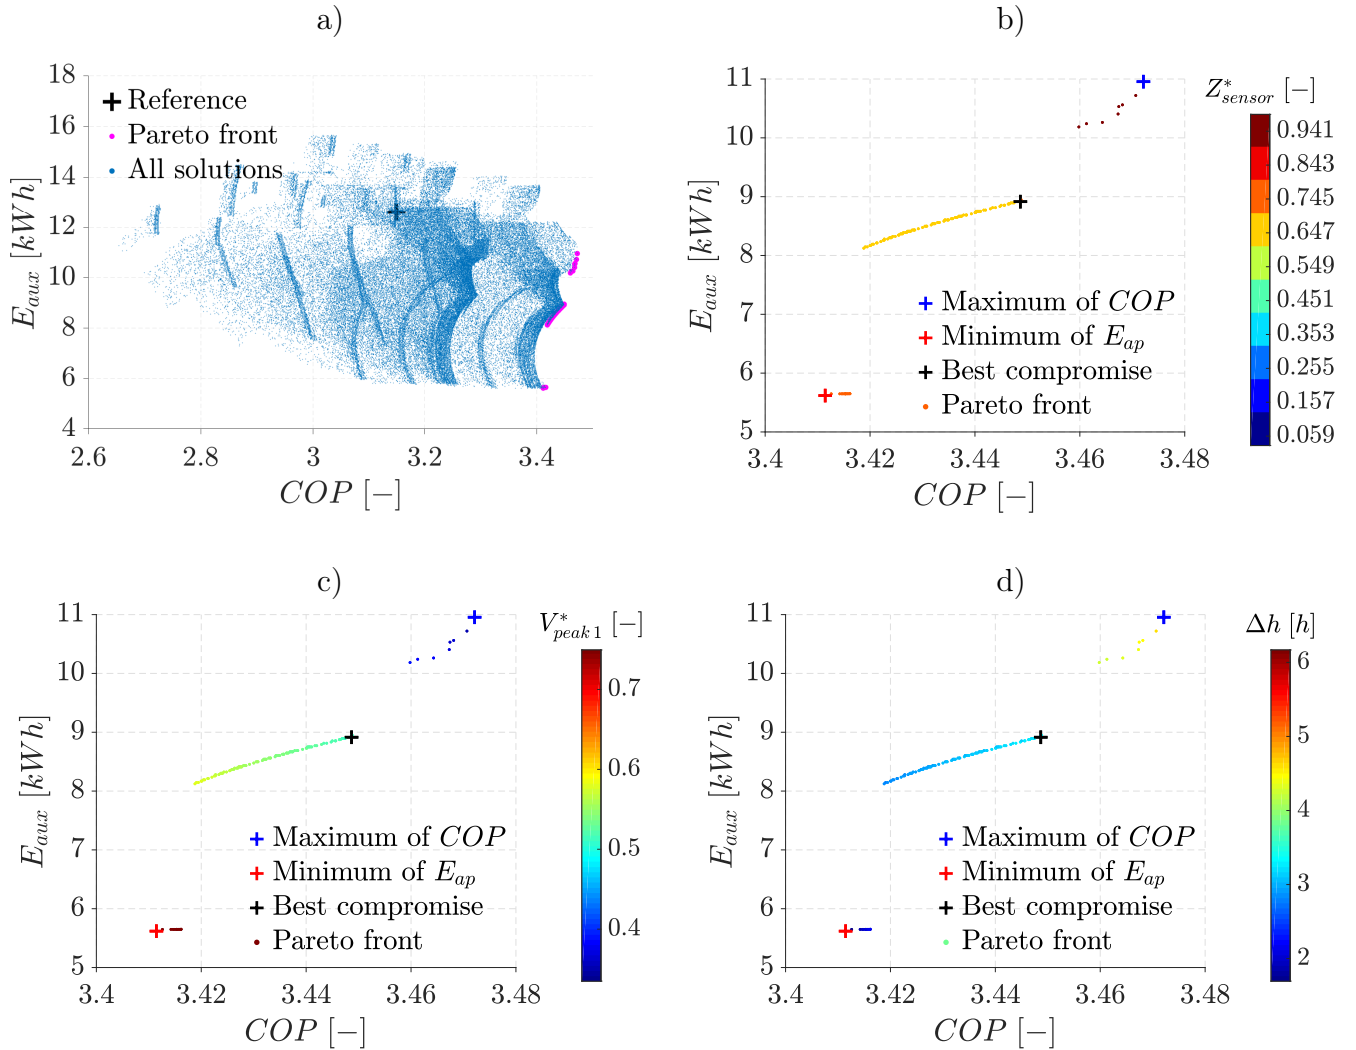 a)
18
16
14
12
10
8
6
4
E_aux [kWh]
Reference
Pareto front
All solutions
2.6 2.8 3 3.2 3.4
COP [−]
b)
11
10
9
8
7
6
5
E_aux [kWh]
Maximum of COP
Minimum of E_ap
Best compromise
Pareto front
3.4 3.42 3.44 3.46 3.48
COP [−]
Z*_sensor [−]
0.941
0.843
0.745
0.647
0.549
0.451
0.353
0.255
0.157
0.059
c)
11
10
9
8
7
6
5
E_aux [kWh]
Maximum of COP
Minimum of E_ap
Best compromise
Pareto front
3.4 3.42 3.44 3.46 3.48
COP [−]
V*_peak 1 [−]
0.7
0.6
0.5
0.4
d)
11
10
9
8
7
6
5
E_aux [kWh]
Maximum of COP
Minimum of E_ap
Best compromise
Pareto front
3.4 3.42 3.44 3.46 3.48
COP [−]
Δh [h]
6
5
4
3
2